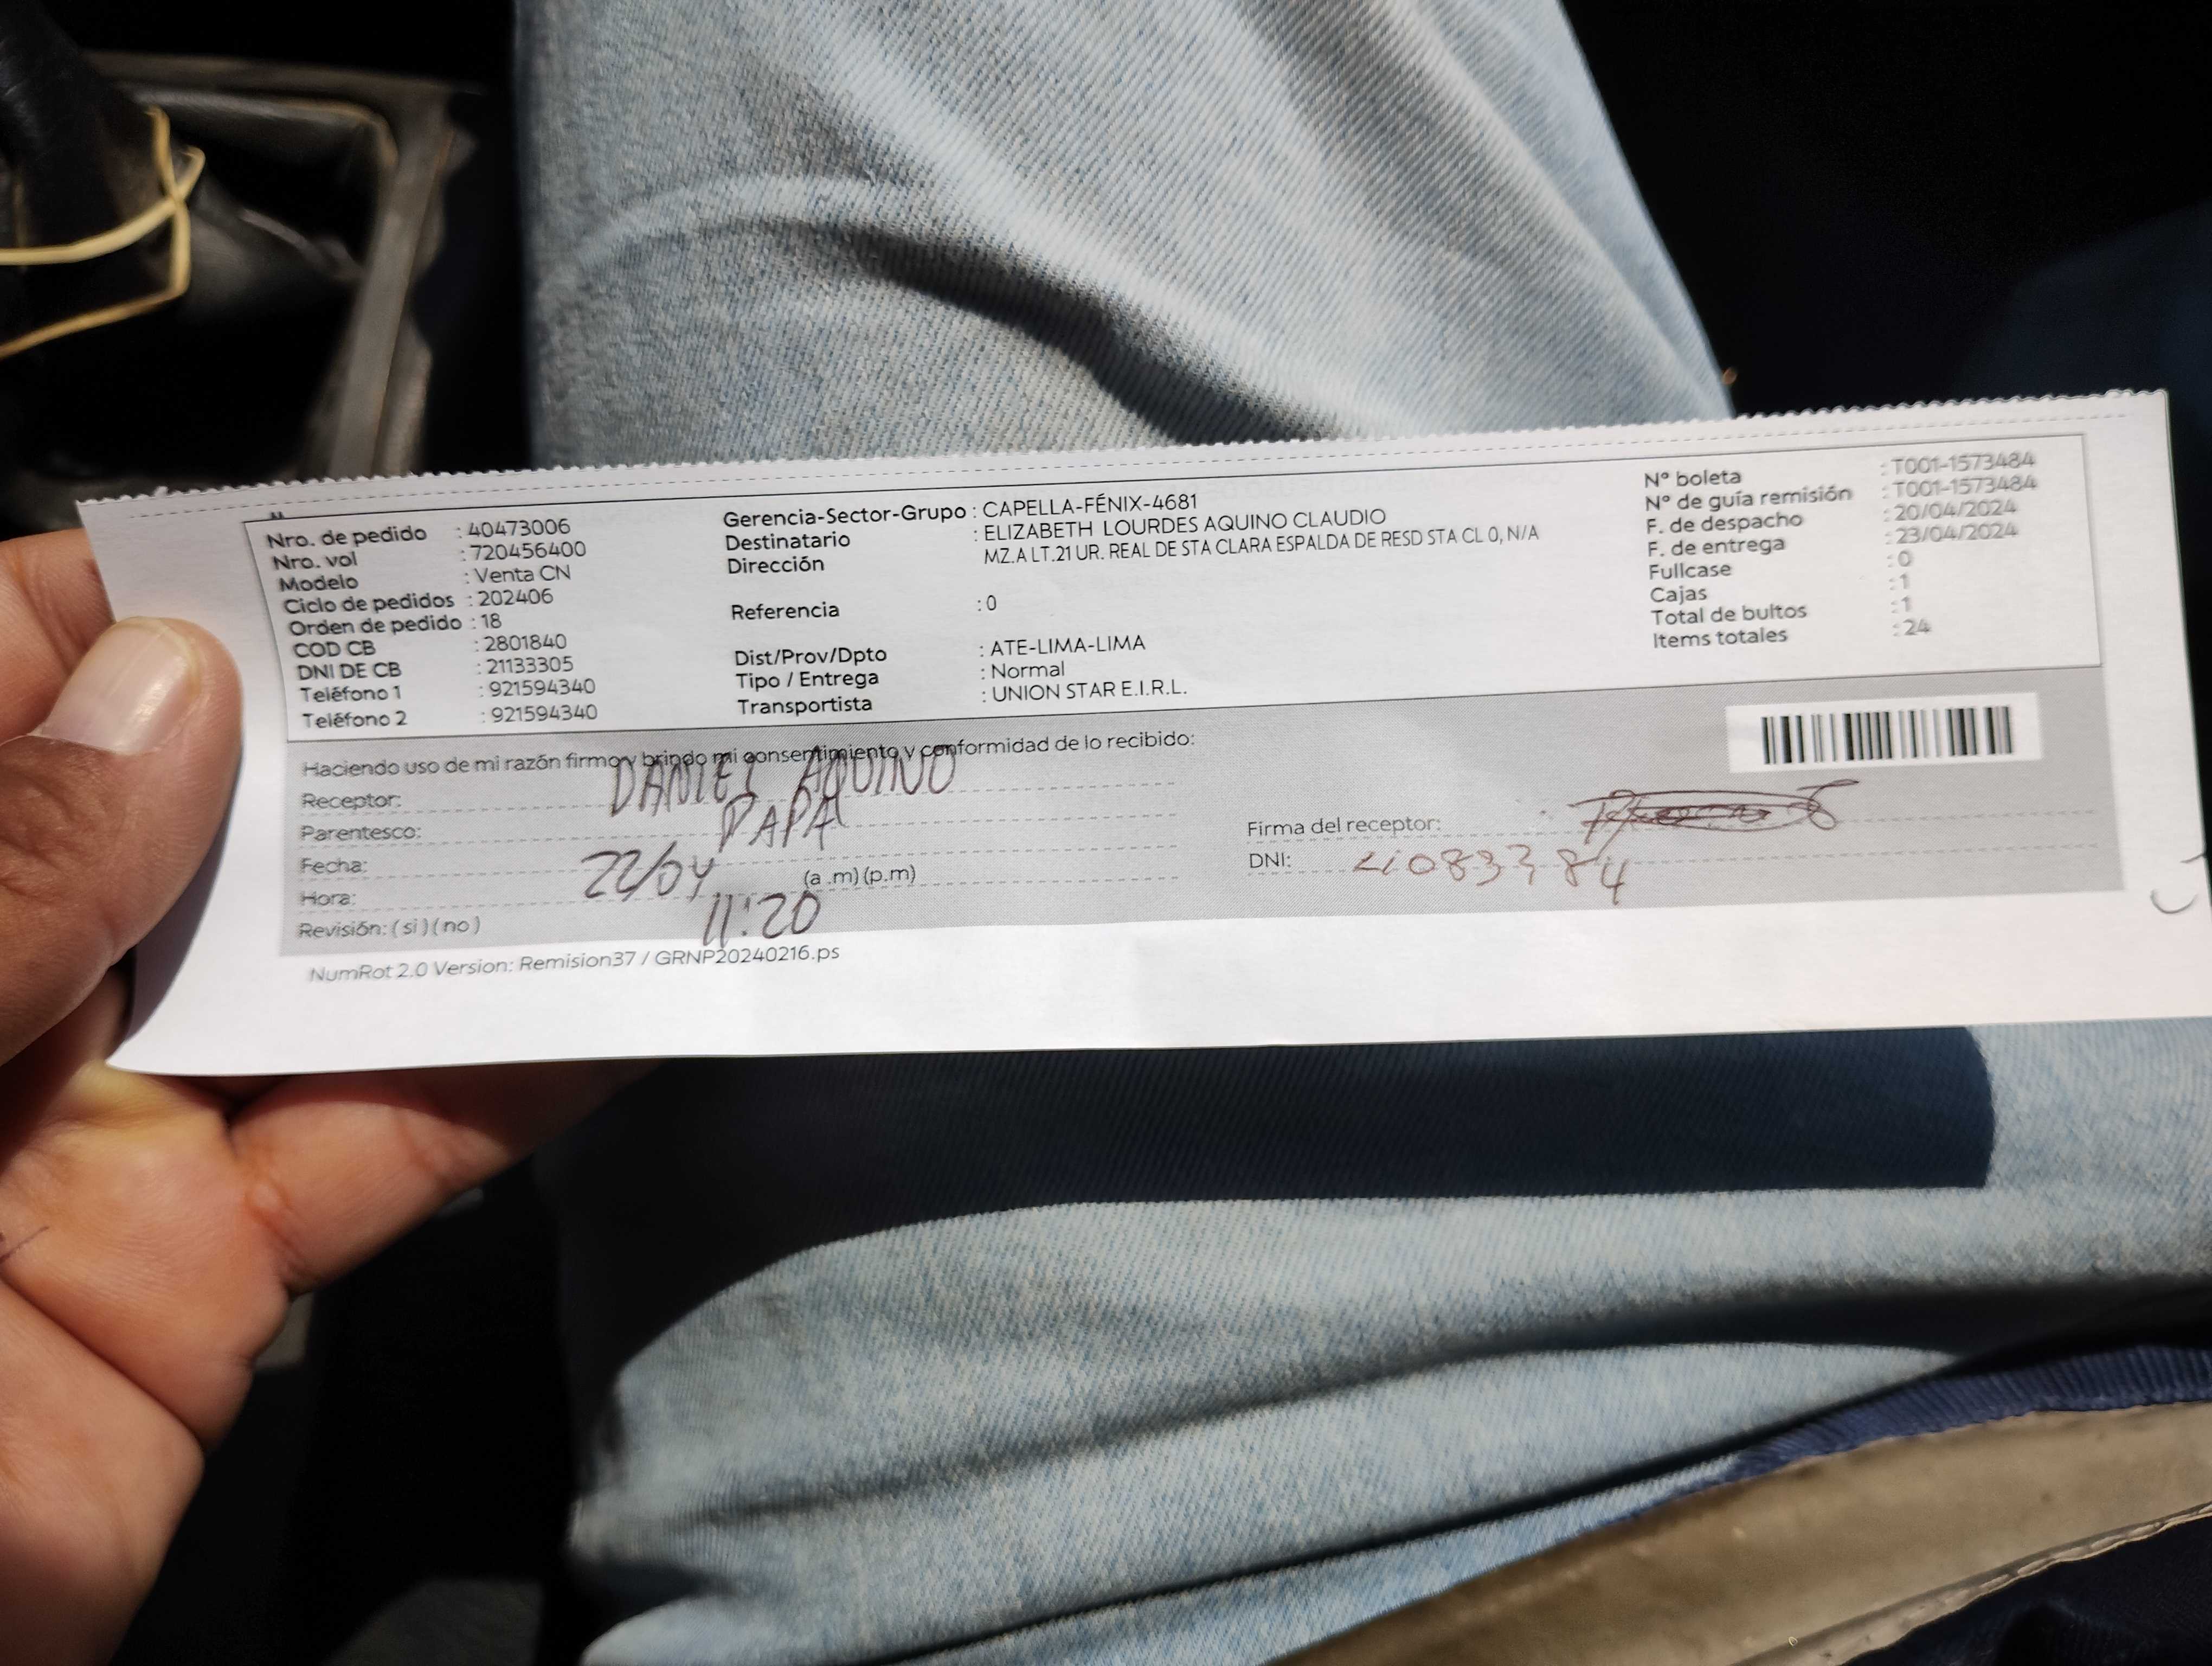 Nro. de pedido : 40473006
Nro. vol : 720456400
Modelo : Venta CN
Ciclo de pedidos : 202406
Orden de pedido : 18
COD CB : 2801840
DNI DE CB : 21133305
Teléfono 1 : 921594340
Teléfono 2 : 921594340
Gerencia-Sector-Grupo : CAPELLA-FÉNIX-4681
Destinatario : ELIZABETH LOURDES AQUINO CLAUDIO
Dirección MZ.A LT.21 UR. REAL DE STA CLARA ESPALDA DE RESD STA CL 0, N/A
Referencia : 0
Dist/Prov/Dpto : ATE-LIMA-LIMA
Tipo / Entrega : Normal
Transportista : UNION STAR E.I.R.L.
N° boleta : T001-1573484
N° de guía remisión : T001-1573484
F. de despacho : 20/04/2024
F. de entrega : 23/04/2024
Fullcase : 0
Cajas : 1
Total de bultos : 1
Items totales : 24
Haciendo uso de mi razón firmo y brindo mi consentimiento y conformidad de lo recibido:
Receptor: DANIEL AQUINO
Parentesco: PAPA
Fecha: 22/04
Hora: 11:20 (a .m) (p.m)
Revisión: ( si ) ( no )
Firma del receptor:
DNI:
NumRot 2.0 Version: Remision37 / GRNP20240216.ps